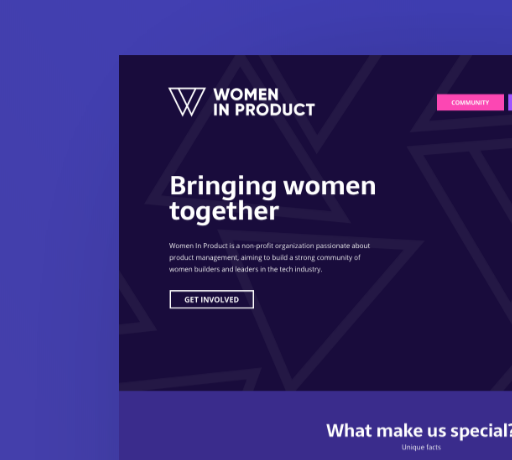 WOMEN
IN PRODUCT
COMMUNITY
Bringing women
together
Women In Product is a non-profit organization passionate about
product management, aiming to build a strong community of
women builders and leaders in the tech industry.
GET INVOLVED
What make us special?
Unique facts